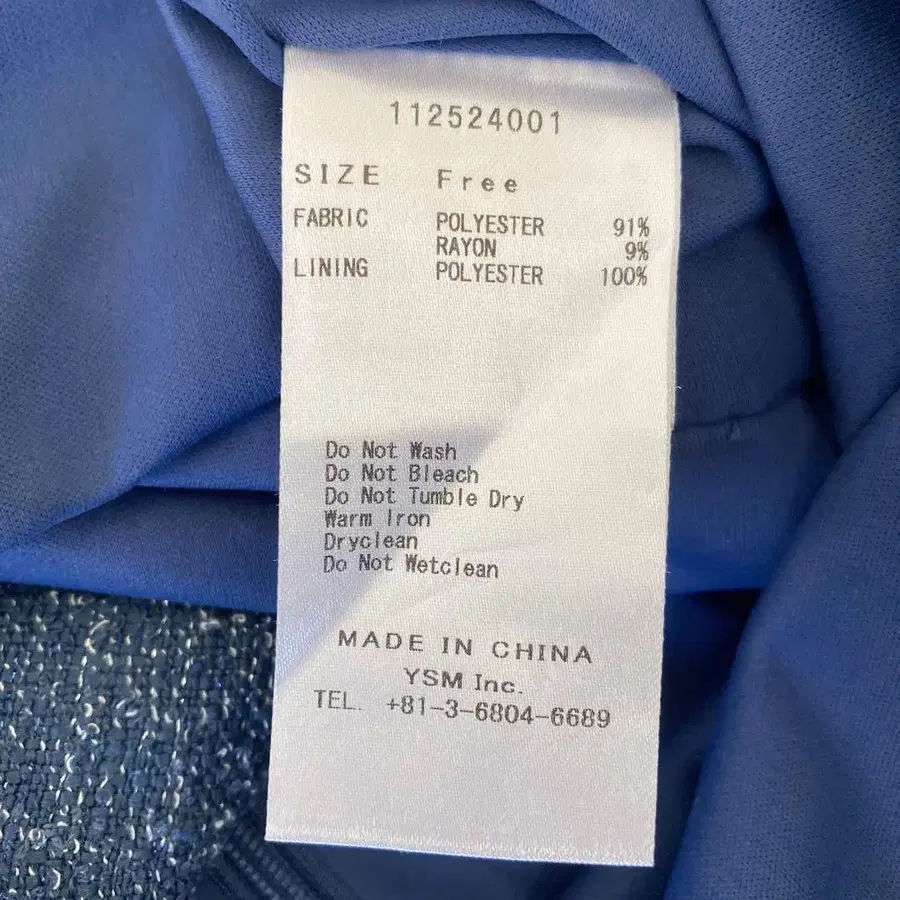 112524001
SIZE Free
FABRIC POLYESTER 91%
RAYON 9%
LINING POLYESTER 100%
Do Not Wash
Do Not Bleach
Do Not Tumble Dry
Warm Iron
Dryclean
Do Not Wetclean
MADE IN CHINA
YSM Inc.
TEL. +81-3-6804-6689